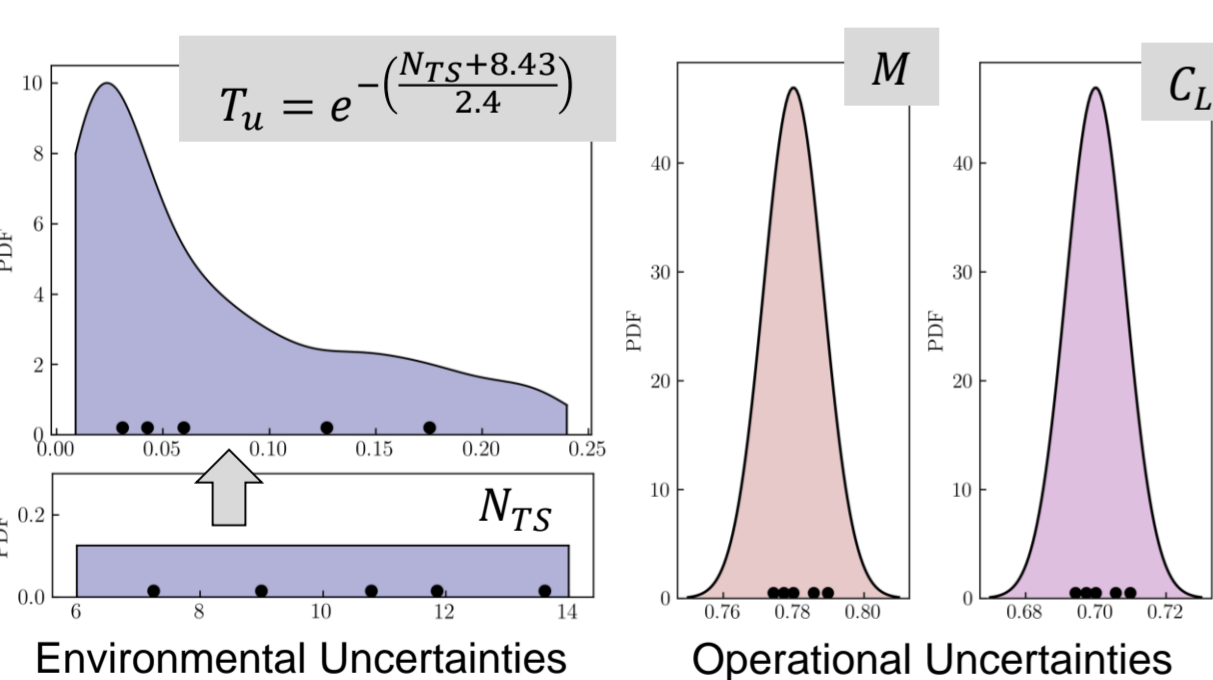 T_u = e^{-\left(\frac{N_{TS}+8.43}{2.4}\right)}
PDF
10
8
6
4
2
0
0.00 0.05 0.10 0.15 0.20 0.25
N_{TS}
PDF
0.2
0.0
6 8 10 12 14
Environmental Uncertainties
M
PDF
40
30
20
10
0
0.76 0.78 0.80
C_L
PDF
40
30
20
10
0
0.68 0.70 0.72
Operational Uncertainties